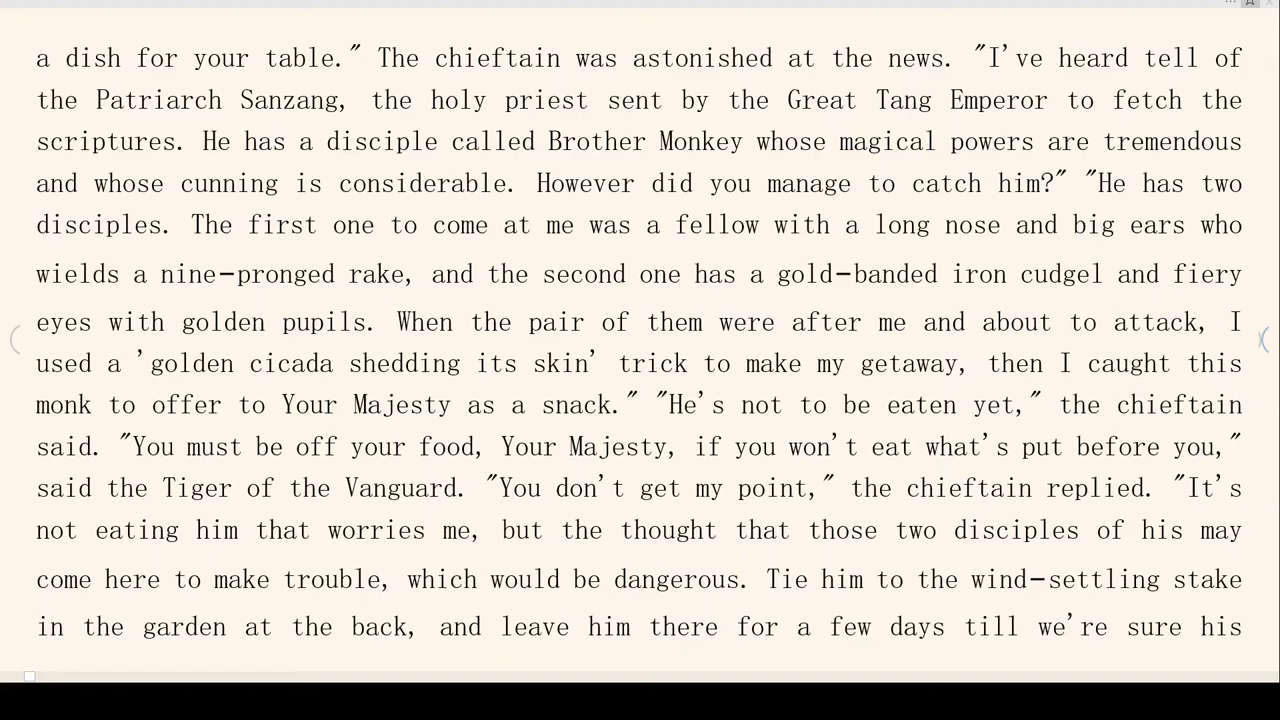 a dish for your table." The chieftain was astonished at the news. "I've heard tell of
the Patriarch Sanzang, the holy priest sent by the Great Tang Emperor to fetch the
scriptures. He has a disciple called Brother Monkey whose magical powers are tremendous
and whose cunning is considerable. However did you manage to catch him?" "He has two
disciples. The first one to come at me was a fellow with a long nose and big ears who
wields a nine-pronged rake, and the second one has a gold-banded iron cudgel and fiery
eyes with golden pupils. When the pair of them were after me and about to attack, I
used a 'golden cicada shedding its skin' trick to make my getaway, then I caught this
monk to offer to Your Majesty as a snack." "He's not to be eaten yet," the chieftain
said. "You must be off your food, Your Majesty, if you won't eat what's put before you,"
said the Tiger of the Vanguard. "You don't get my point," the chieftain replied. "It's
not eating him that worries me, but the thought that those two disciples of his may
come here to make trouble, which would be dangerous. Tie him to the wind-settling stake
in the garden at the back, and leave him there for a few days till we're sure his